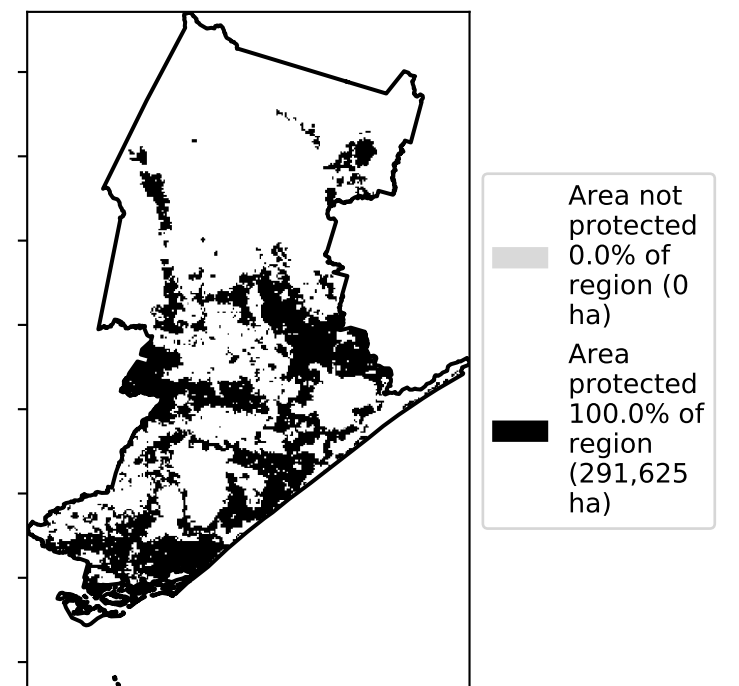 Area not
protected
0.0% of
region (0
ha)
Area
protected
100.0% of
region
(291,625
ha)